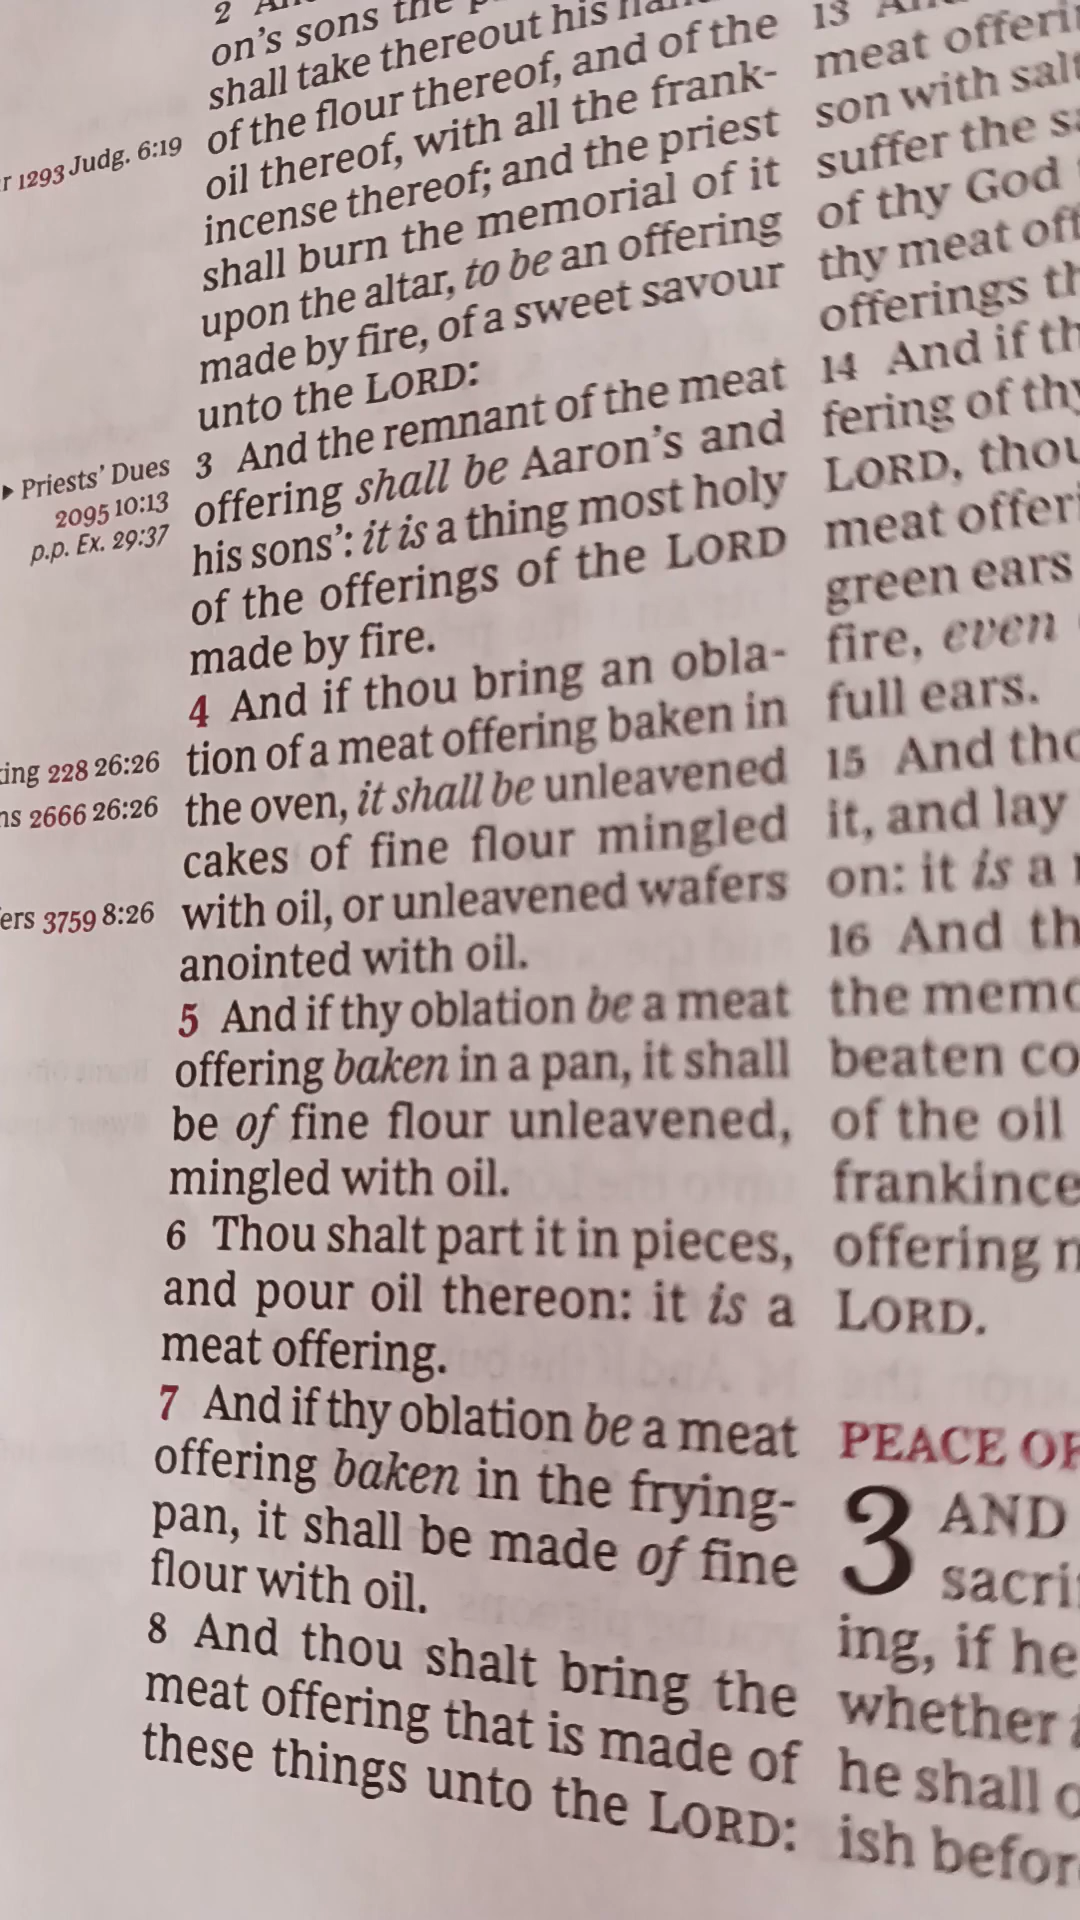 2
on's sons the
shall take thereout his
of the flour thereof, and of the
oil thereof, with all the frank-
incense thereof; and the priest
shall burn the memorial of it
upon the altar, to be an offering
made by fire, of a sweet savour
unto the LORD:
3 And the remnant of the meat
offering shall be Aaron's and
his sons': it is a thing most holy
of the offerings of the LORD
made by fire.
4 And if thou bring an obla-
tion of a meat offering baken in
the oven, it shall be unleavened
cakes of fine flour mingled
with oil, or unleavened wafers
anointed with oil.
5 And if thy oblation be a meat
offering baken in a pan, it shall
be of fine flour unleavened,
mingled with oil.
6 Thou shalt part it in pieces,
and pour oil thereon: it is a
meat offering.
7 And if thy oblation be a meat
offering baken in the frying-
pan, it shall be made of fine
flour with oil.
8 And thou shalt bring the
meat offering that is made of
these things unto the LORD:
r 1293 Judg. 6:19
▸ Priests' Dues
2095 10:13
p.p. Ex. 29:37
ing 228 26:26
ns 2666 26:26
ers 3759 8:26
13
meat offeri
son with salt
suffer the sa
of thy God
thy meat off
offerings th
14 And if th
fering of thy
LORD, thou
meat offeri
green ears
fire, even
full ears.
15 And tho
it, and lay
on: it is a
16 And th
the memo
beaten co
of the oil
frankince
offering
LORD.
PEACE OF
3 AND
sacri
ing, if he
whether
he shall o
ish before